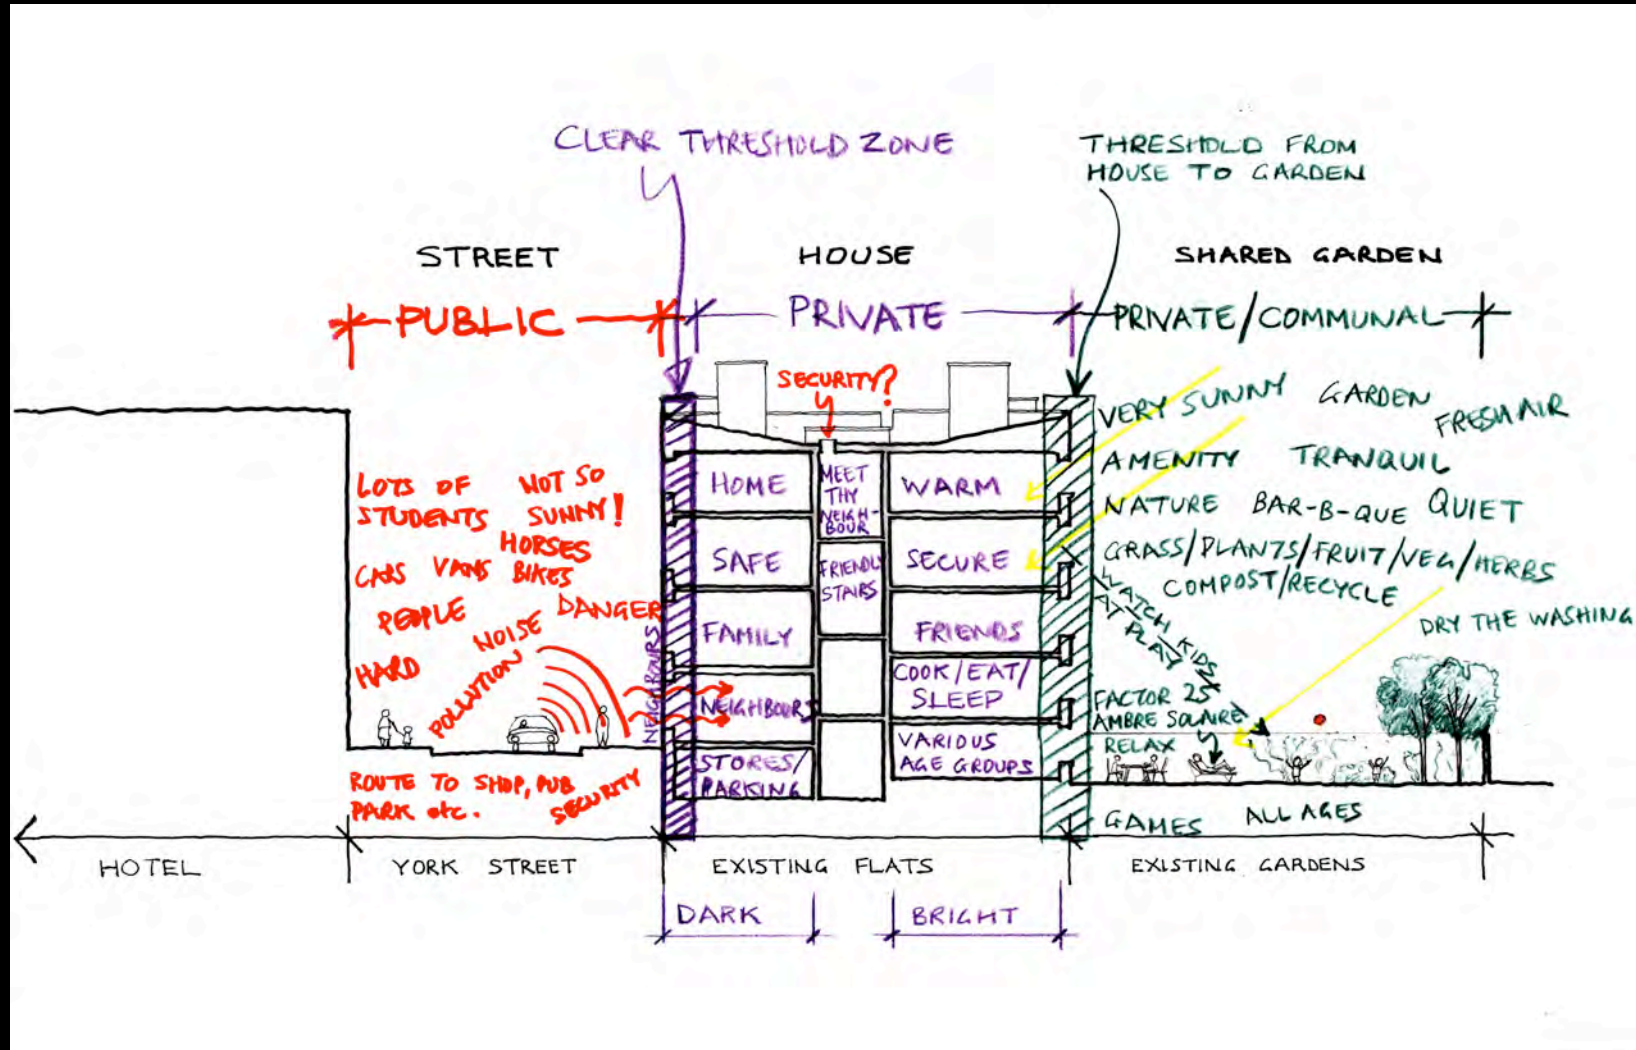 CLEAR THRESHOLD ZONE
THRESHOLD FROM
HOUSE TO GARDEN
STREET
HOUSE
SHARED GARDEN
PUBLIC
PRIVATE
PRIVATE/COMMUNAL
SECURITY?
LOTS OF
STUDENTS
NOT SO
SUNNY!
HORSES
CARS VANS BIKES
PEOPLE
DANGER
NOISE
HARD
POLLUTION
ROUTE TO SHOP, PUB
PARK etc.
SECURITY
NEIGHBOURS
HOME
SAFE
FAMILY
NEIGHBOURS
STORES/
PARKING
MEET
THY
NEIGH-
BOUR
FRIENDLY
STAIRS
WARM
SECURE
FRIENDS
COOK/EAT/
SLEEP
VARIOUS
AGE GROUPS
VERY SUNNY GARDEN
FRESH AIR
AMENITY TRANQUIL
NATURE BAR-B-QUE QUIET
GRASS/PLANTS/FRUIT/VEG/HERBS
COMPOST/RECYCLE
WATCH KIDS
AT PLAY
DRY THE WASHING
FACTOR 25
AMBRE SOLAIRE
RELAX
GAMES ALL AGES
HOTEL
YORK STREET
EXISTING FLATS
EXISTING GARDENS
DARK
BRIGHT